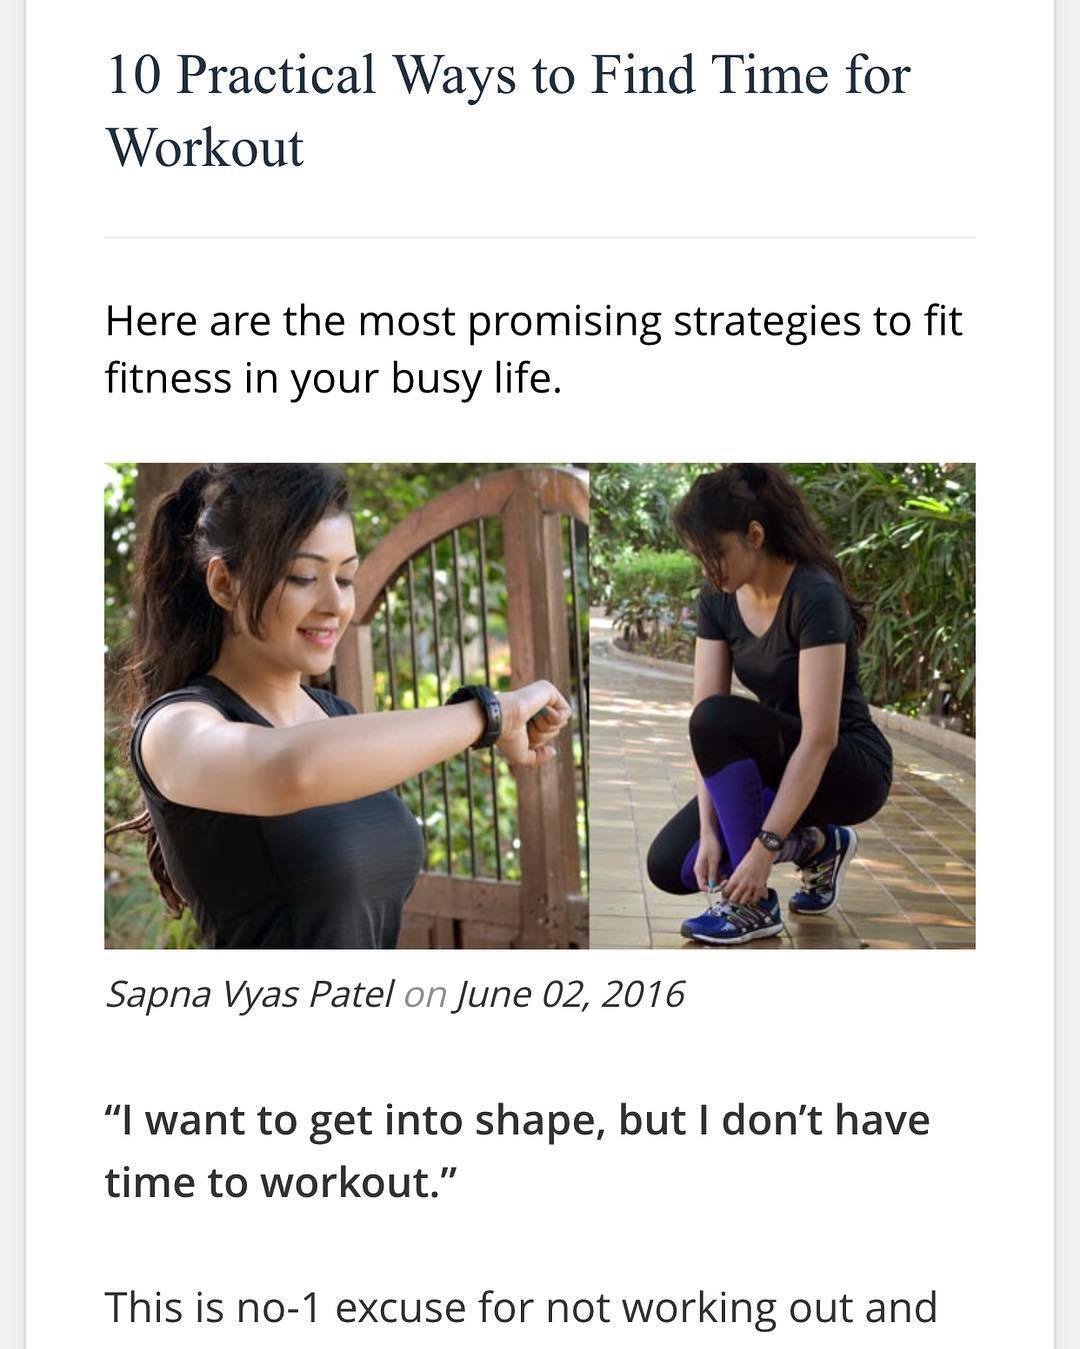 10 Practical Ways to Find Time for
Workout
Here are the most promising strategies to fit
fitness in your busy life.
Sapna Vyas Patel on June 02, 2016
“I want to get into shape, but I don’t have
time to workout.”
This is no-1 excuse for not working out and